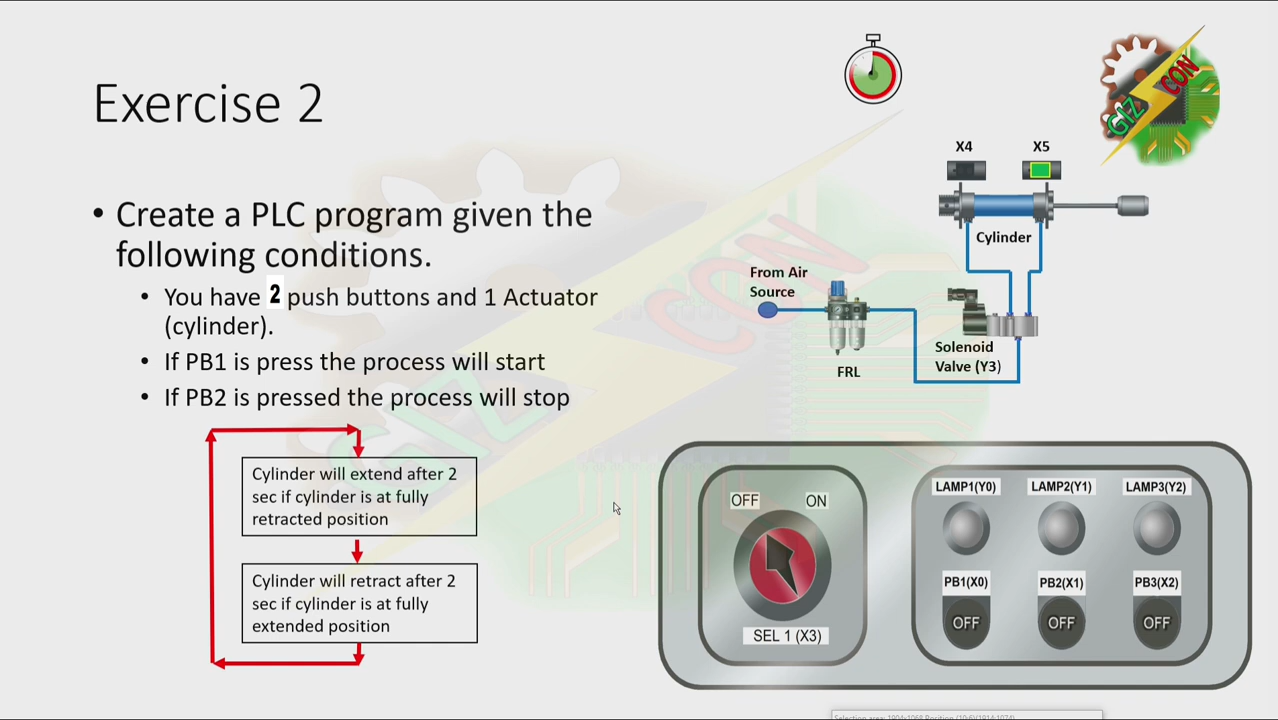 Exercise 2
GIZ
CON
• Create a PLC program given the
following conditions.
• You have 2 push buttons and 1 Actuator
(cylinder).
• If PB1 is press the process will start
• If PB2 is pressed the process will stop
Cylinder will extend after 2
sec if cylinder is at fully
retracted position
Cylinder will retract after 2
sec if cylinder is at fully
extended position
X4
X5
Cylinder
From Air
Source
FRL
Solenoid
Valve (Y3)
OFF
ON
SEL 1 (X3)
LAMP1(Y0)
LAMP2(Y1)
LAMP3(Y2)
PB1(X0)
PB2(X1)
PB3(X2)
OFF
OFF
OFF
GIZ
CON